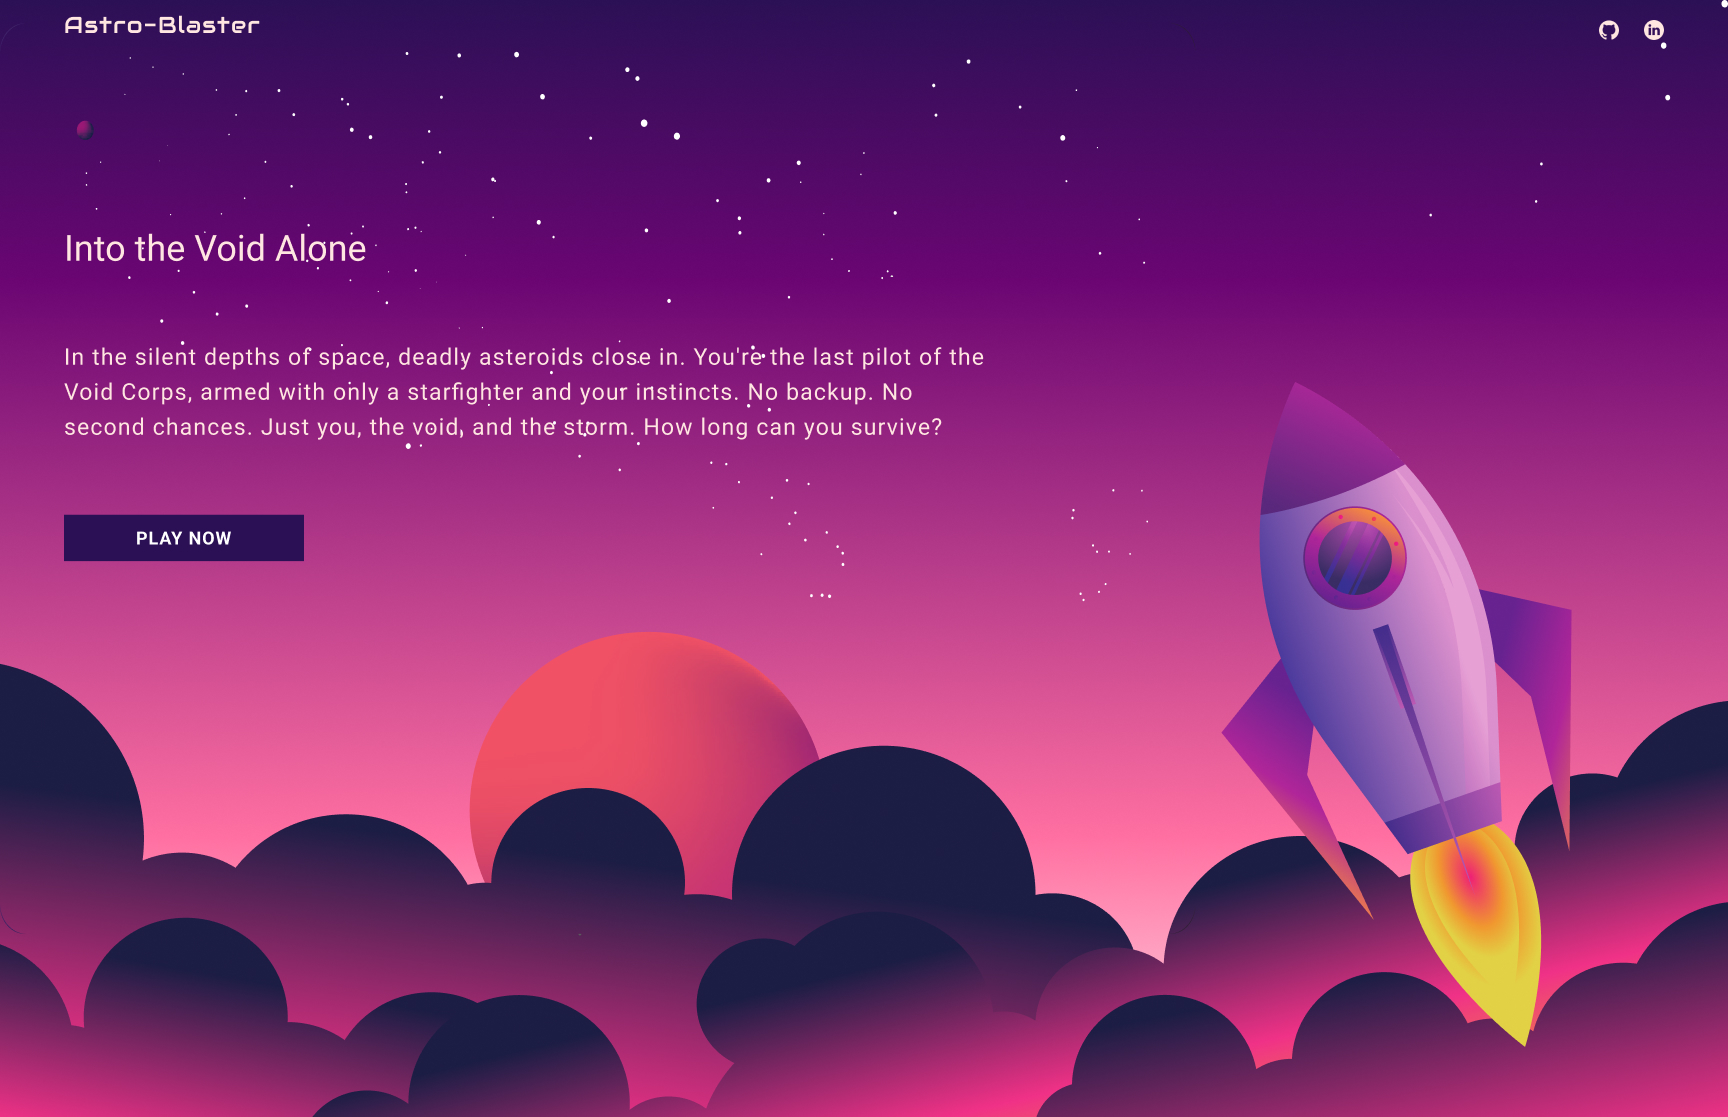 Astro-Blaster
Into the Void Alone
In the silent depths of space, deadly asteroids close in. You're the last pilot of the
Void Corps, armed with only a starfighter and your instincts. No backup. No
second chances. Just you, the void, and the storm. How long can you survive?
PLAY NOW